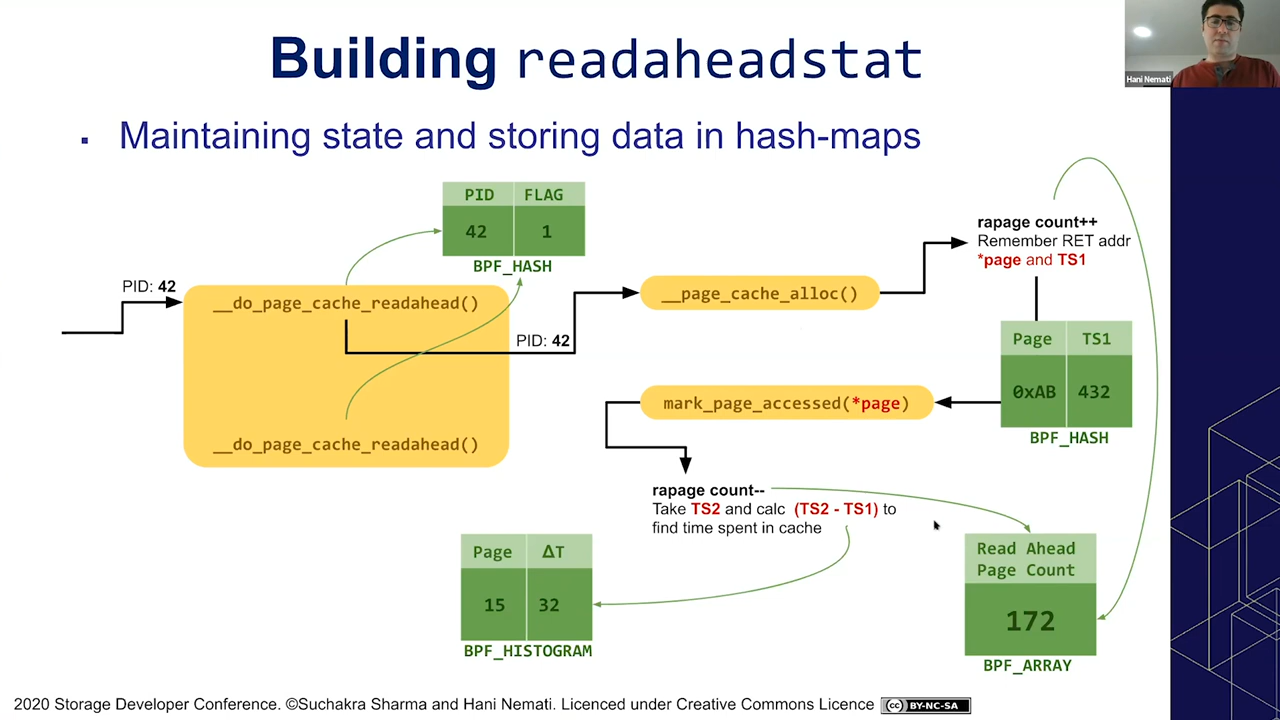 Building readaheadstat
Hani Nemati
▪ Maintaining state and storing data in hash-maps
PID FLAG
42 1
BPF_HASH
PID: 42
__do_page_cache_readahead()
PID: 42
__do_page_cache_readahead()
__page_cache_alloc()
rapage count++
Remember RET addr
*page and TS1
Page TS1
0xAB 432
BPF_HASH
mark_page_accessed(*page)
rapage count--
Take TS2 and calc (TS2 - TS1) to
find time spent in cache
Page ΔT
15 32
BPF_HISTOGRAM
Read Ahead
Page Count
172
BPF_ARRAY
2020 Storage Developer Conference. ©Suchakra Sharma and Hani Nemati. Licenced under Creative Commons Licence
cc BY-NC-SA